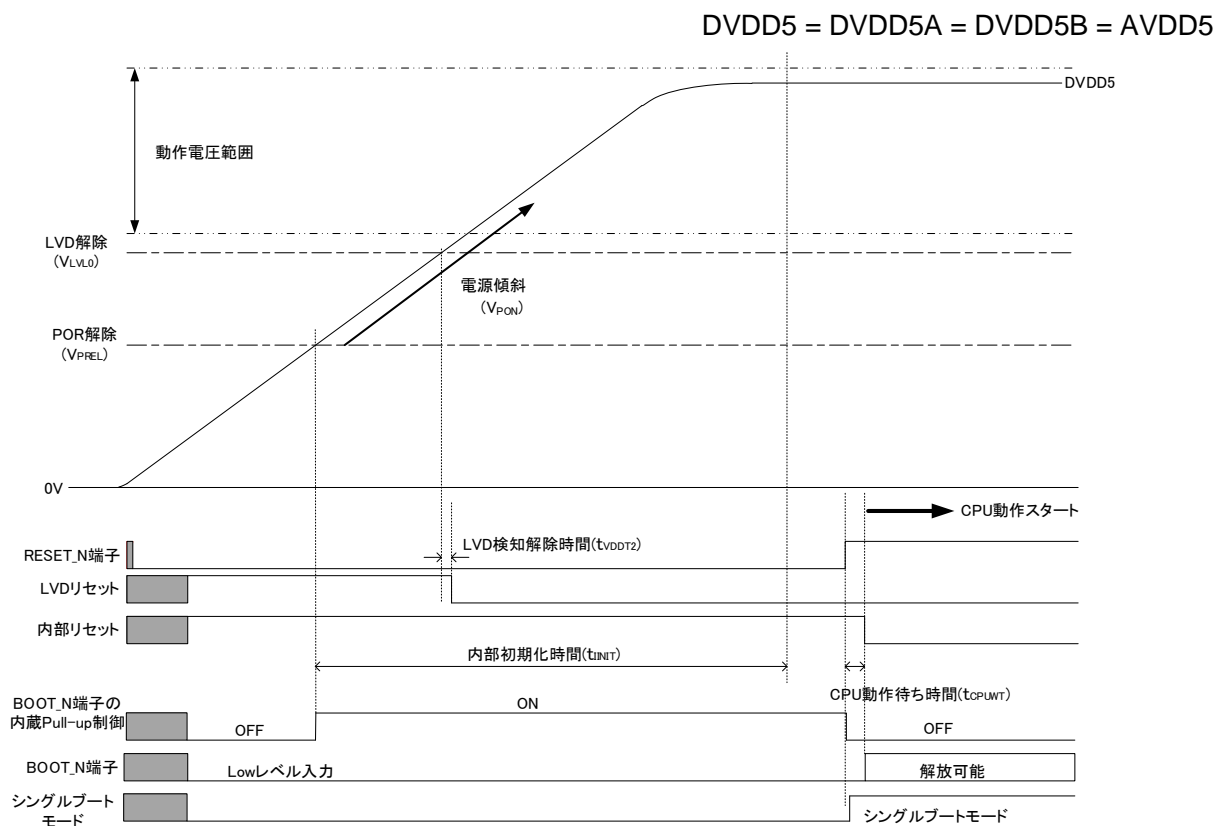 DVDD5 = DVDD5A = DVDD5B = AVDD5
DVDD5
動作電圧範囲
LVD解除
(VLVL0)
電源傾斜
(VPON)
POR解除
(VPREL)
0V
CPU動作スタート
RESET_N端子
LVD検知解除時間(tVDDT2)
LVDリセット
内部リセット
内部初期化時間(tIINIT)
CPU動作待ち時間(tCPUWT)
BOOT_N端子の
内蔵Pull-up制御
OFF
ON
OFF
BOOT_N端子
Lowレベル入力
解放可能
シングルブート
モード
シングルブートモード